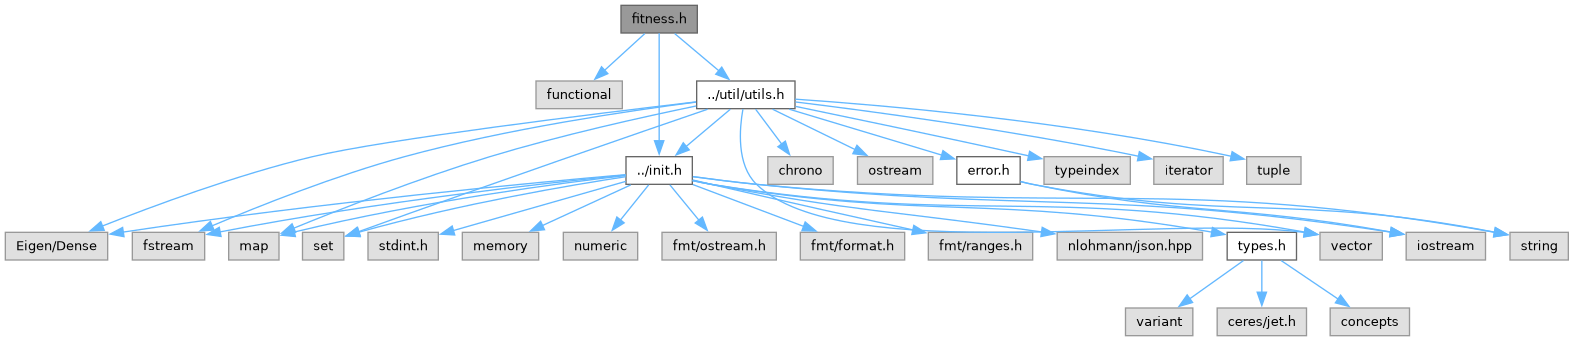 fitness.h
functional
../util/utils.h
../init.h
chrono
ostream
error.h
typeindex
iterator
tuple
Eigen/Dense
fstream
map
set
stdint.h
memory
numeric
fmt/ostream.h
fmt/format.h
fmt/ranges.h
nlohmann/json.hpp
types.h
vector
iostream
string
variant
ceres/jet.h
concepts